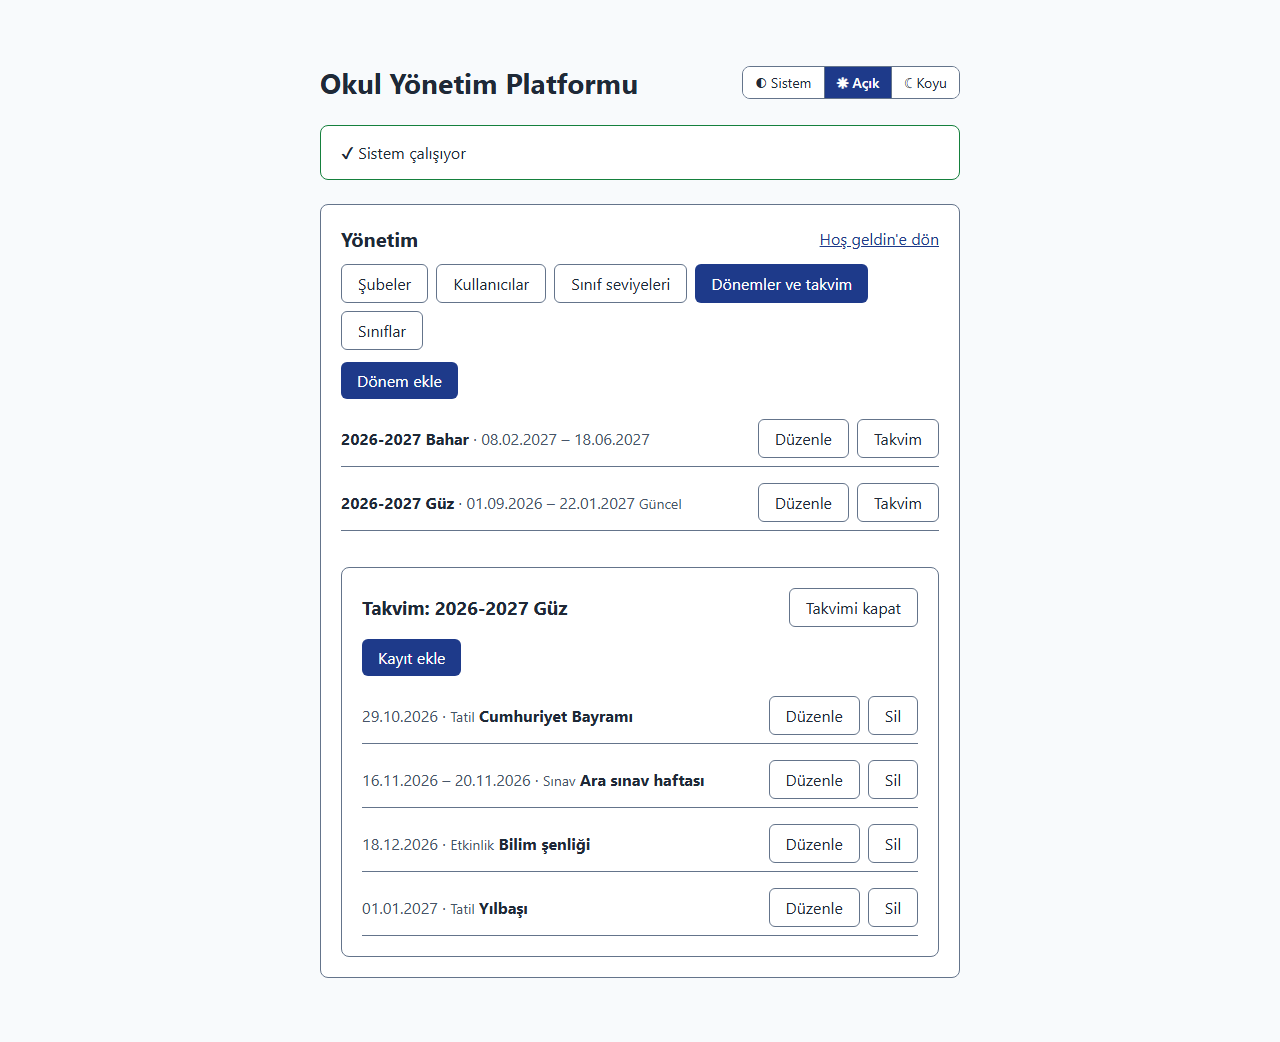 Okul Yönetim Platformu
◐ Sistem ❋ Açık ☾ Koyu
✓ Sistem çalışıyor
Yönetim
Hoş geldin'e dön
Şubeler Kullanıcılar Sınıf seviyeleri Dönemler ve takvim
Sınıflar
Dönem ekle
2026-2027 Bahar · 08.02.2027 – 18.06.2027 Düzenle Takvim
2026-2027 Güz · 01.09.2026 – 22.01.2027 Güncel Düzenle Takvim
Takvim: 2026-2027 Güz Takvimi kapat
Kayıt ekle
29.10.2026 · Tatil Cumhuriyet Bayramı Düzenle Sil
16.11.2026 – 20.11.2026 · Sınav Ara sınav haftası Düzenle Sil
18.12.2026 · Etkinlik Bilim şenliği Düzenle Sil
01.01.2027 · Tatil Yılbaşı Düzenle Sil